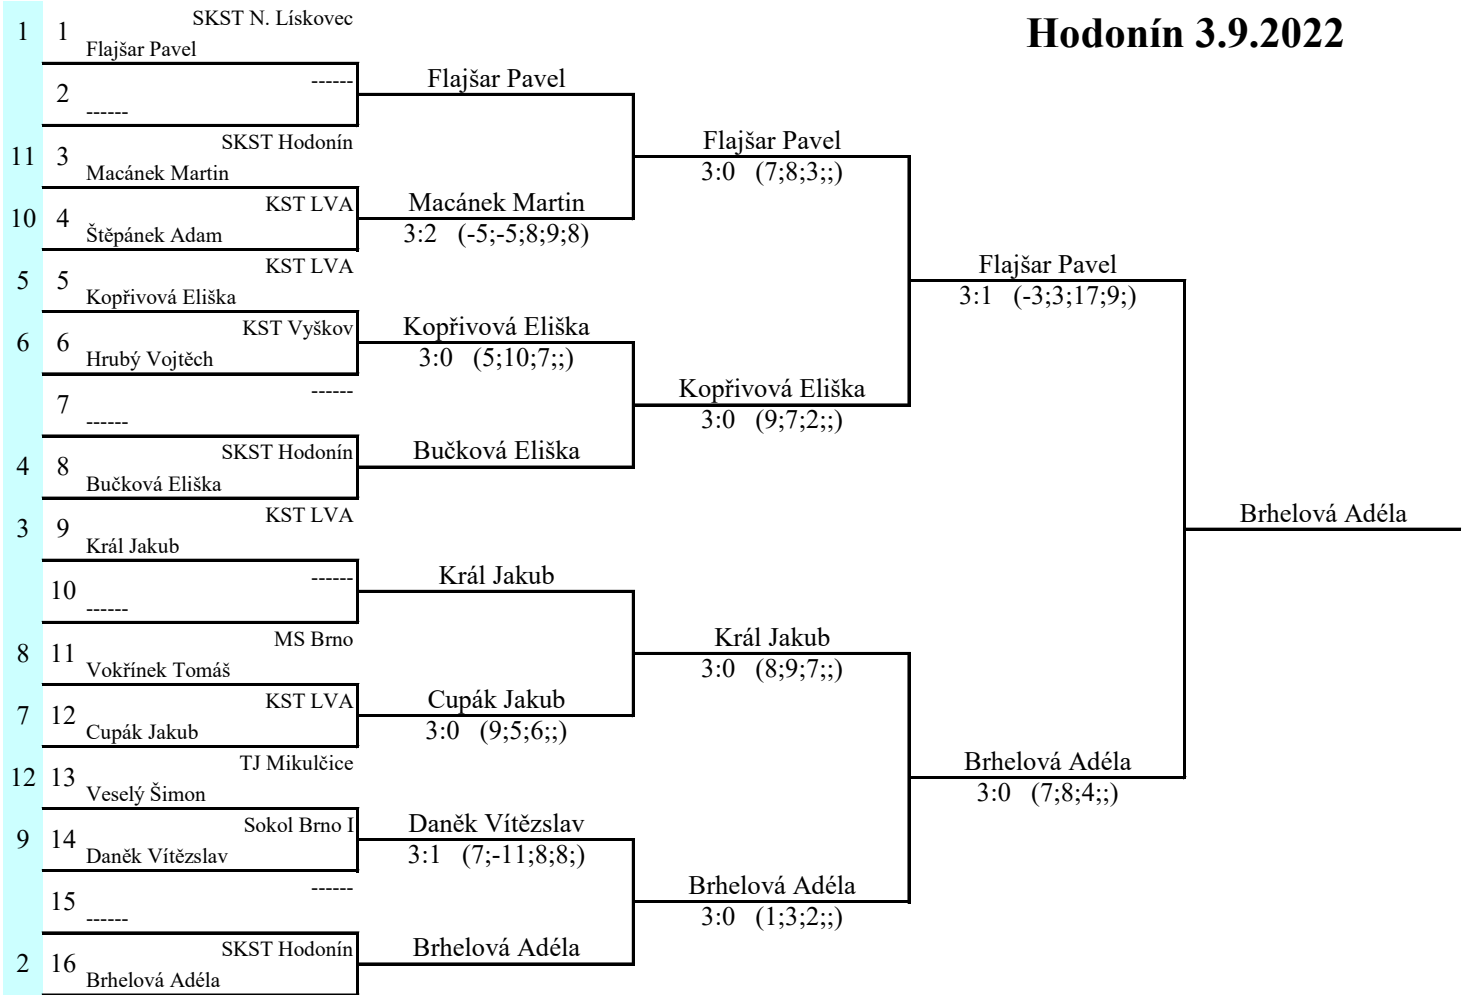 Hodonín 3.9.2022
1 1 SKST N. Lískovec
Flajšar Pavel
2 ------
------
11 3 SKST Hodonín
Macánek Martin
10 4 KST LVA
Štěpánek Adam
5 5 KST LVA
Kopřivová Eliška
6 6 KST Vyškov
Hrubý Vojtěch
7 ------
------
4 8 SKST Hodonín
Bučková Eliška
3 9 KST LVA
Král Jakub
10 ------
------
8 11 MS Brno
Vokřínek Tomáš
7 12 KST LVA
Cupák Jakub
12 13 TJ Mikulčice
Veselý Šimon
9 14 Sokol Brno I
Daněk Vítězslav
15 ------
------
2 16 SKST Hodonín
Brhelová Adéla
Flajšar Pavel
Macánek Martin
3:2 (-5;-5;8;9;8)
Kopřivová Eliška
3:0 (5;10;7;;)
Bučková Eliška
Král Jakub
Cupák Jakub
3:0 (9;5;6;;)
Daněk Vítězslav
3:1 (7;-11;8;8;)
Brhelová Adéla
Flajšar Pavel
3:0 (7;8;3;;)
Kopřivová Eliška
3:0 (9;7;2;;)
Král Jakub
3:0 (8;9;7;;)
Brhelová Adéla
3:0 (1;3;2;;)
Flajšar Pavel
3:1 (-3;3;17;9;)
Brhelová Adéla
3:0 (7;8;4;;)
Brhelová Adéla